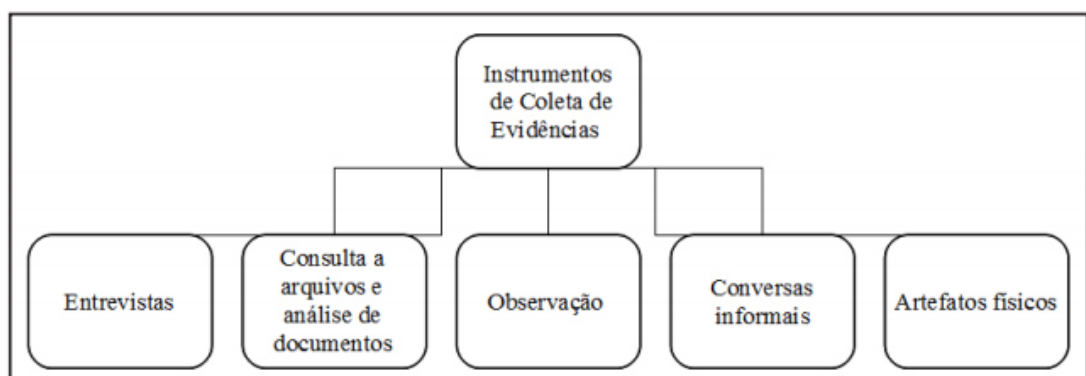 Instrumentos
de Coleta de
Evidências
Entrevistas
Consulta a
arquivos e
análise de
documentos
Observação
Conversas
informais
Artefatos físicos